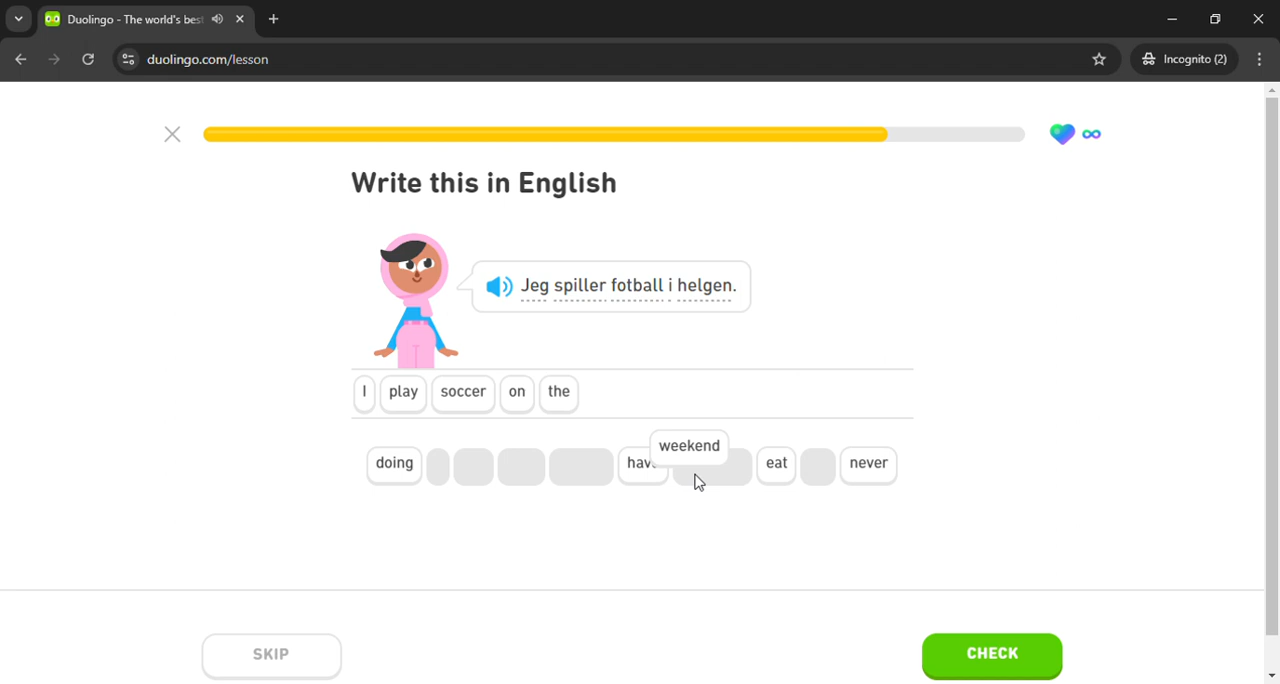 Duolingo - The world's best
duolingo.com/lesson
Incognito (2)
Write this in English
Jeg spiller fotball i helgen.
I play soccer on the
weekend
doing eat never
SKIP
CHECK